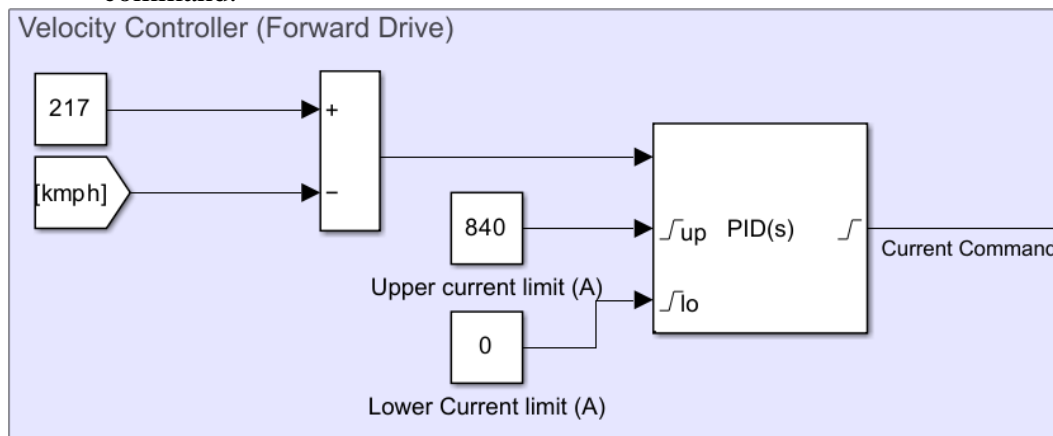 command.
Velocity Controller (Forward Drive)
217
+
[kmph]
−
840
up PID(s)
Current Command
Upper current limit (A)
lo
0
Lower Current limit (A)